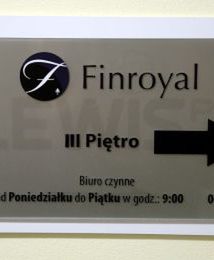 Finroyal
III Piętro
Biuro czynne
od Poniedziałku do Piątku w godz.: 9:00